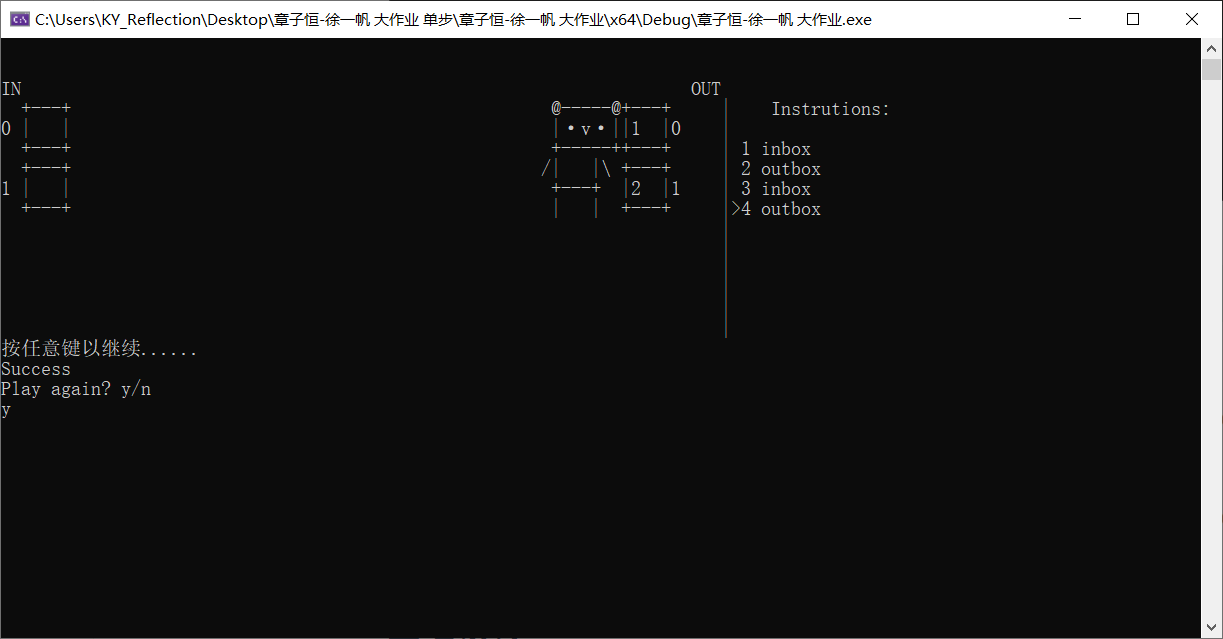 C:\Users\KY_Reflection\Desktop\章子恒-徐一帆 大作业 单步\章子恒-徐一帆 大作业\x64\Debug\章子恒-徐一帆 大作业.exe
IN                                                                   OUT
  +---+                                                @-----@+---+     |    Instrutions:
0 |   |                                                |·v·||1  |0    |
  +---+                                                +-----++---+     | 1 inbox
  +---+                                               /|   |\ +---+     | 2 outbox
1 |   |                                                +---+  |2  |1    | 3 inbox
  +---+                                                |   |  +---+     |>4 outbox
按任意键以继续......
Success
Play again? y/n
y